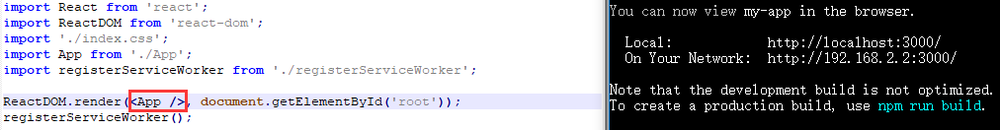 import React from 'react';
import ReactDOM from 'react-dom';
import './index.css';
import App from './App';
import registerServiceWorker from './registerServiceWorker';
ReactDOM.render(<App />, document.getElementById('root'));
registerServiceWorker();
You can now view my-app in the browser.
Local: http://localhost:3000/
On Your Network: http://192.168.2.2:3000/
Note that the development build is not optimized.
To create a production build, use npm run build.